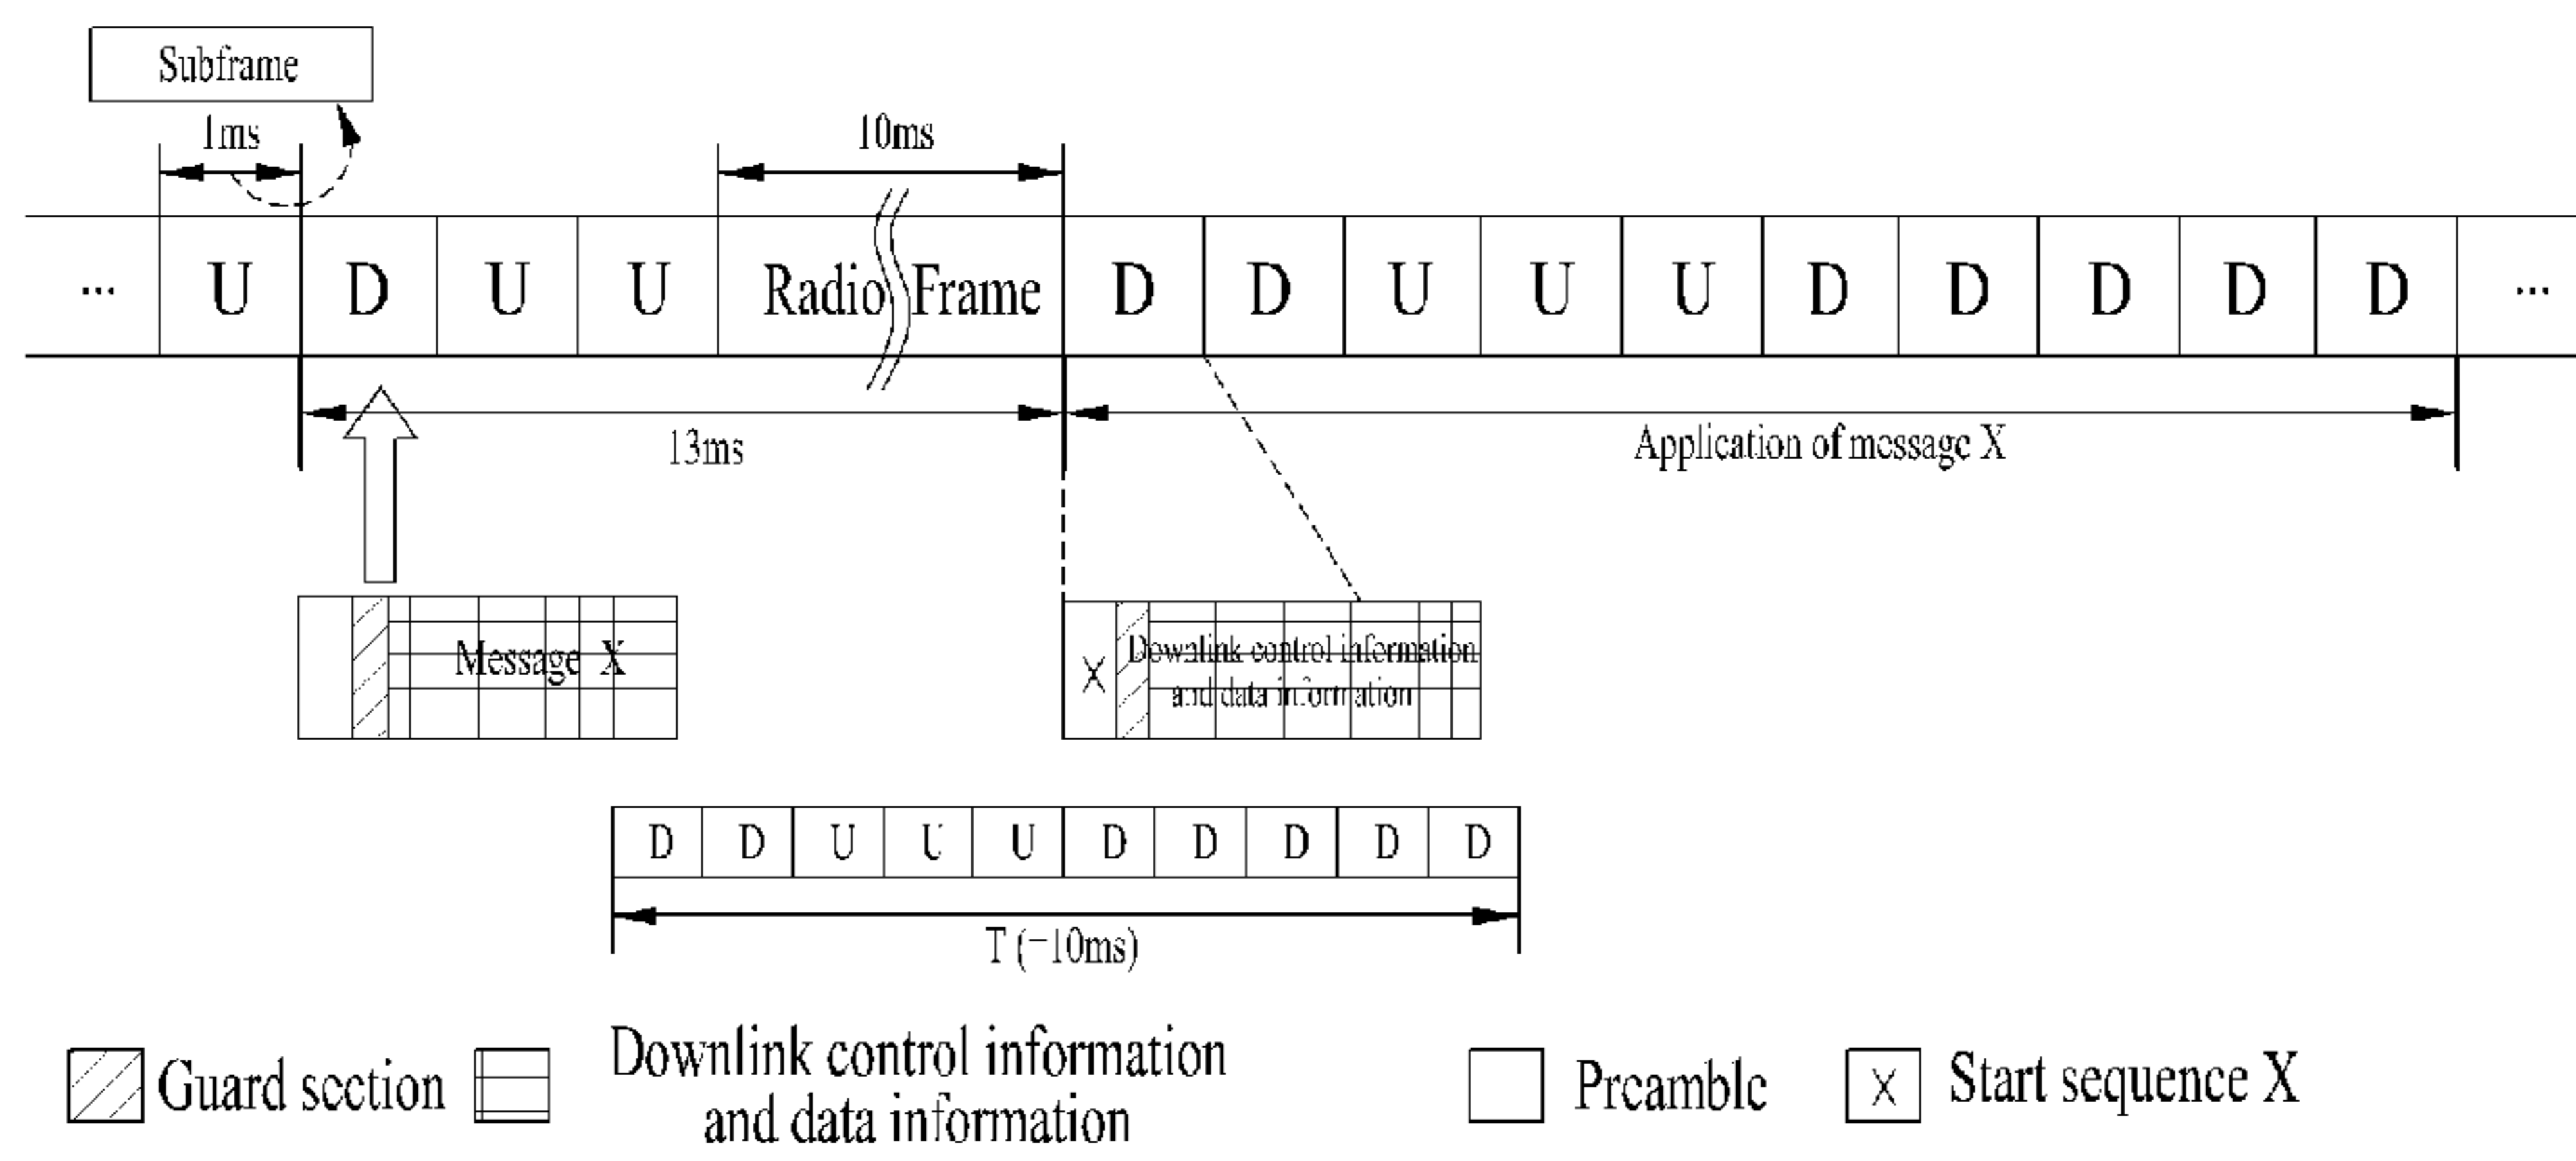 Subframe
1ms 10ms
... U D U U Radio Frame D D U U U D D D D D ...
13ms
Application of message X
Message X
X Downlink control information
and data information
D D U U U D D D D D
T (=10ms)
Guard section
Downlink control information
and data information
Preamble
X Start sequence X